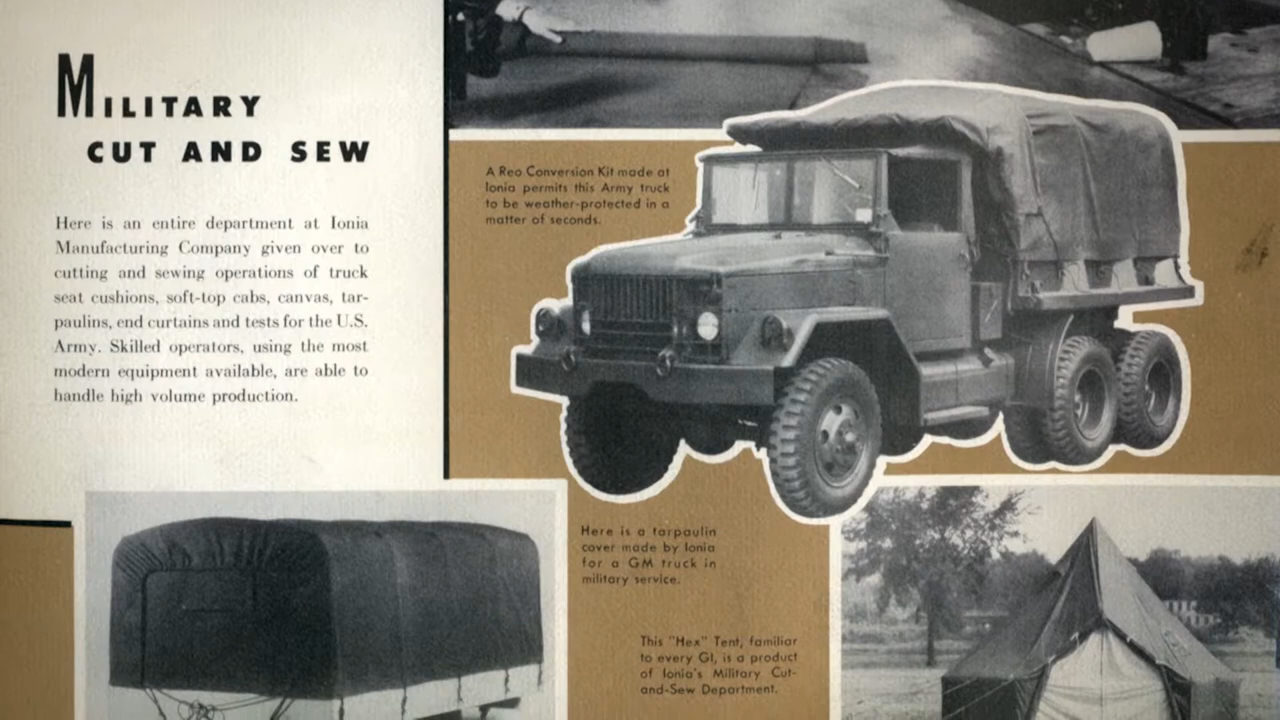 MILITARY
CUT AND SEW
Here is an entire department at Ionia
Manufacturing Company given over to
cutting and sewing operations of truck
seat cushions, soft-top cabs, canvas, tar-
paulins, end curtains and tests for the U.S.
Army. Skilled operators, using the most
modern equipment available, are able to
handle high volume production.
A Reo Conversion Kit made at
Ionia permits this Army truck
to be weather-protected in a
matter of seconds.
Here is a tarpaulin
cover made by Ionia
for a GM truck in
military service.
This "Hex" Tent, familiar
to every GI, is a product
of Ionia's Military Cut-
and-Sew Department.